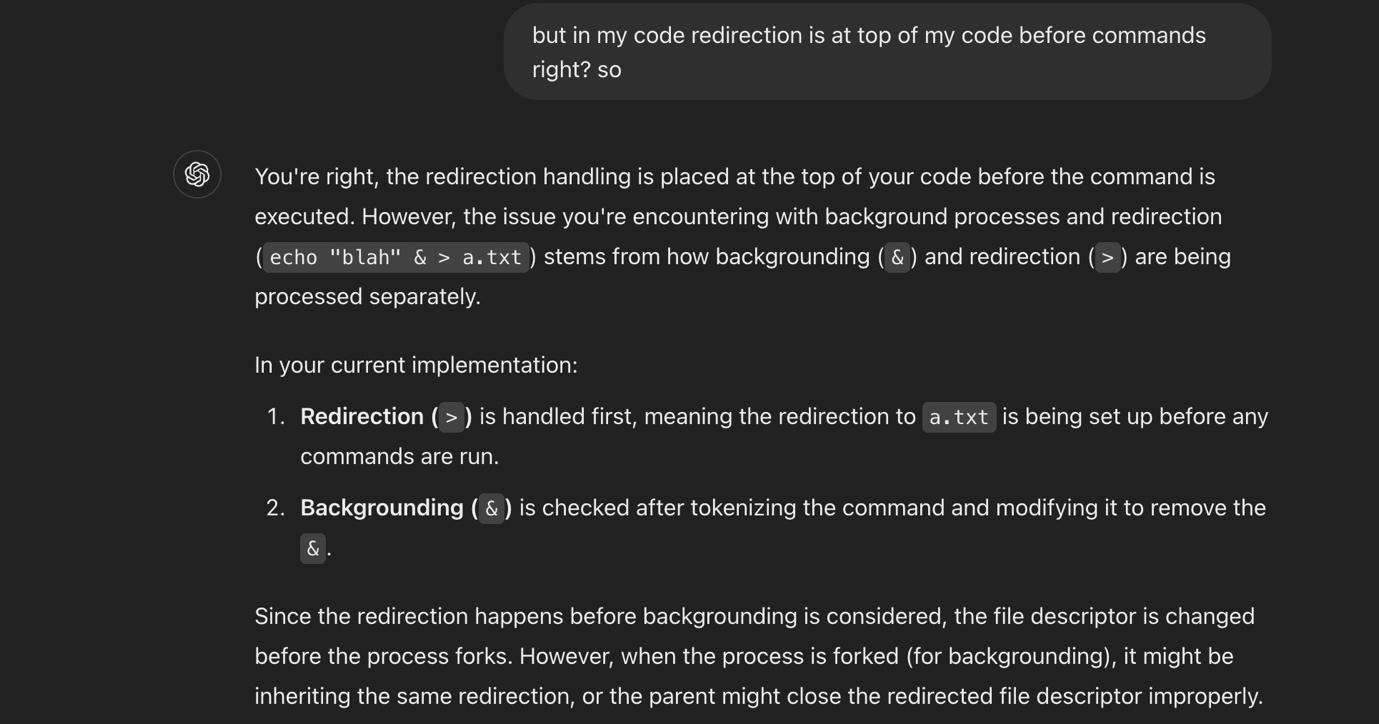 but in my code redirection is at top of my code before commands
right? so
You're right, the redirection handling is placed at the top of your code before the command is
executed. However, the issue you're encountering with background processes and redirection
(echo "blah" & > a.txt) stems from how backgrounding (&) and redirection (>) are being
processed separately.
In your current implementation:
1. Redirection (>) is handled first, meaning the redirection to a.txt is being set up before any
commands are run.
2. Backgrounding (&) is checked after tokenizing the command and modifying it to remove the
&.
Since the redirection happens before backgrounding is considered, the file descriptor is changed
before the process forks. However, when the process is forked (for backgrounding), it might be
inheriting the same redirection, or the parent might close the redirected file descriptor improperly.